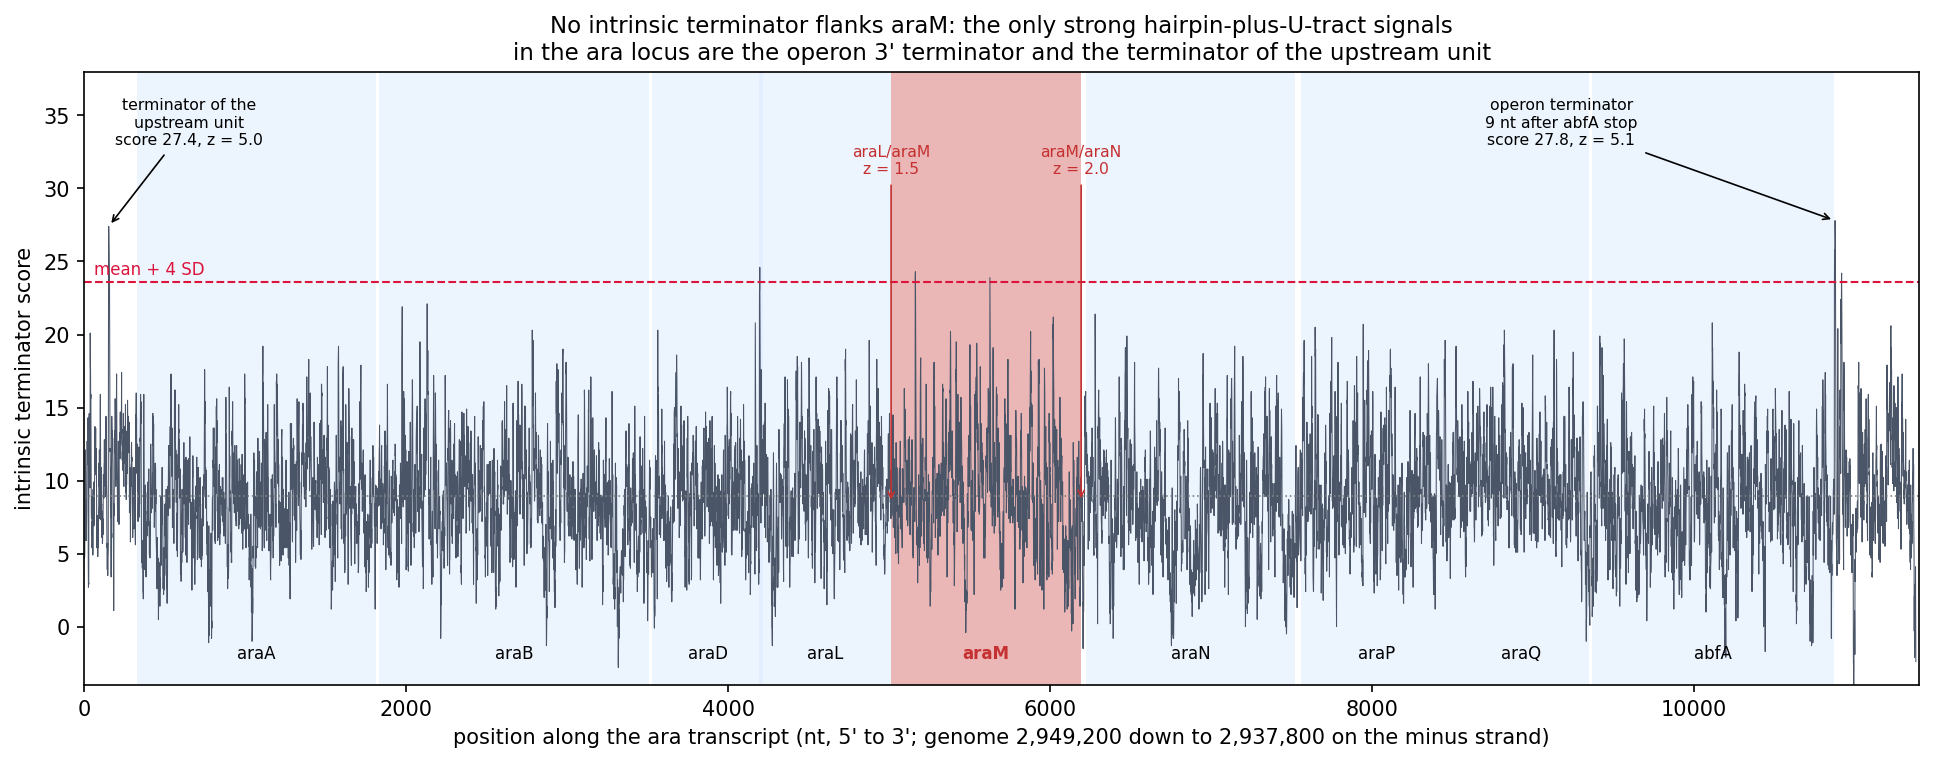 No intrinsic terminator flanks araM: the only strong hairpin-plus-U-tract signals
in the ara locus are the operon 3' terminator and the terminator of the upstream unit
intrinsic terminator score
35
30
25
20
15
10
5
0
terminator of the
upstream unit
score 27.4, z = 5.0
mean + 4 SD
araL/araM
z = 1.5
araM/araN
z = 2.0
operon terminator
9 nt after abfA stop
score 27.8, z = 5.1
araA
araB
araD
araL
araM
araN
araP
araQ
abfA
0
2000
4000
6000
8000
10000
position along the ara transcript (nt, 5' to 3'; genome 2,949,200 down to 2,937,800 on the minus strand)